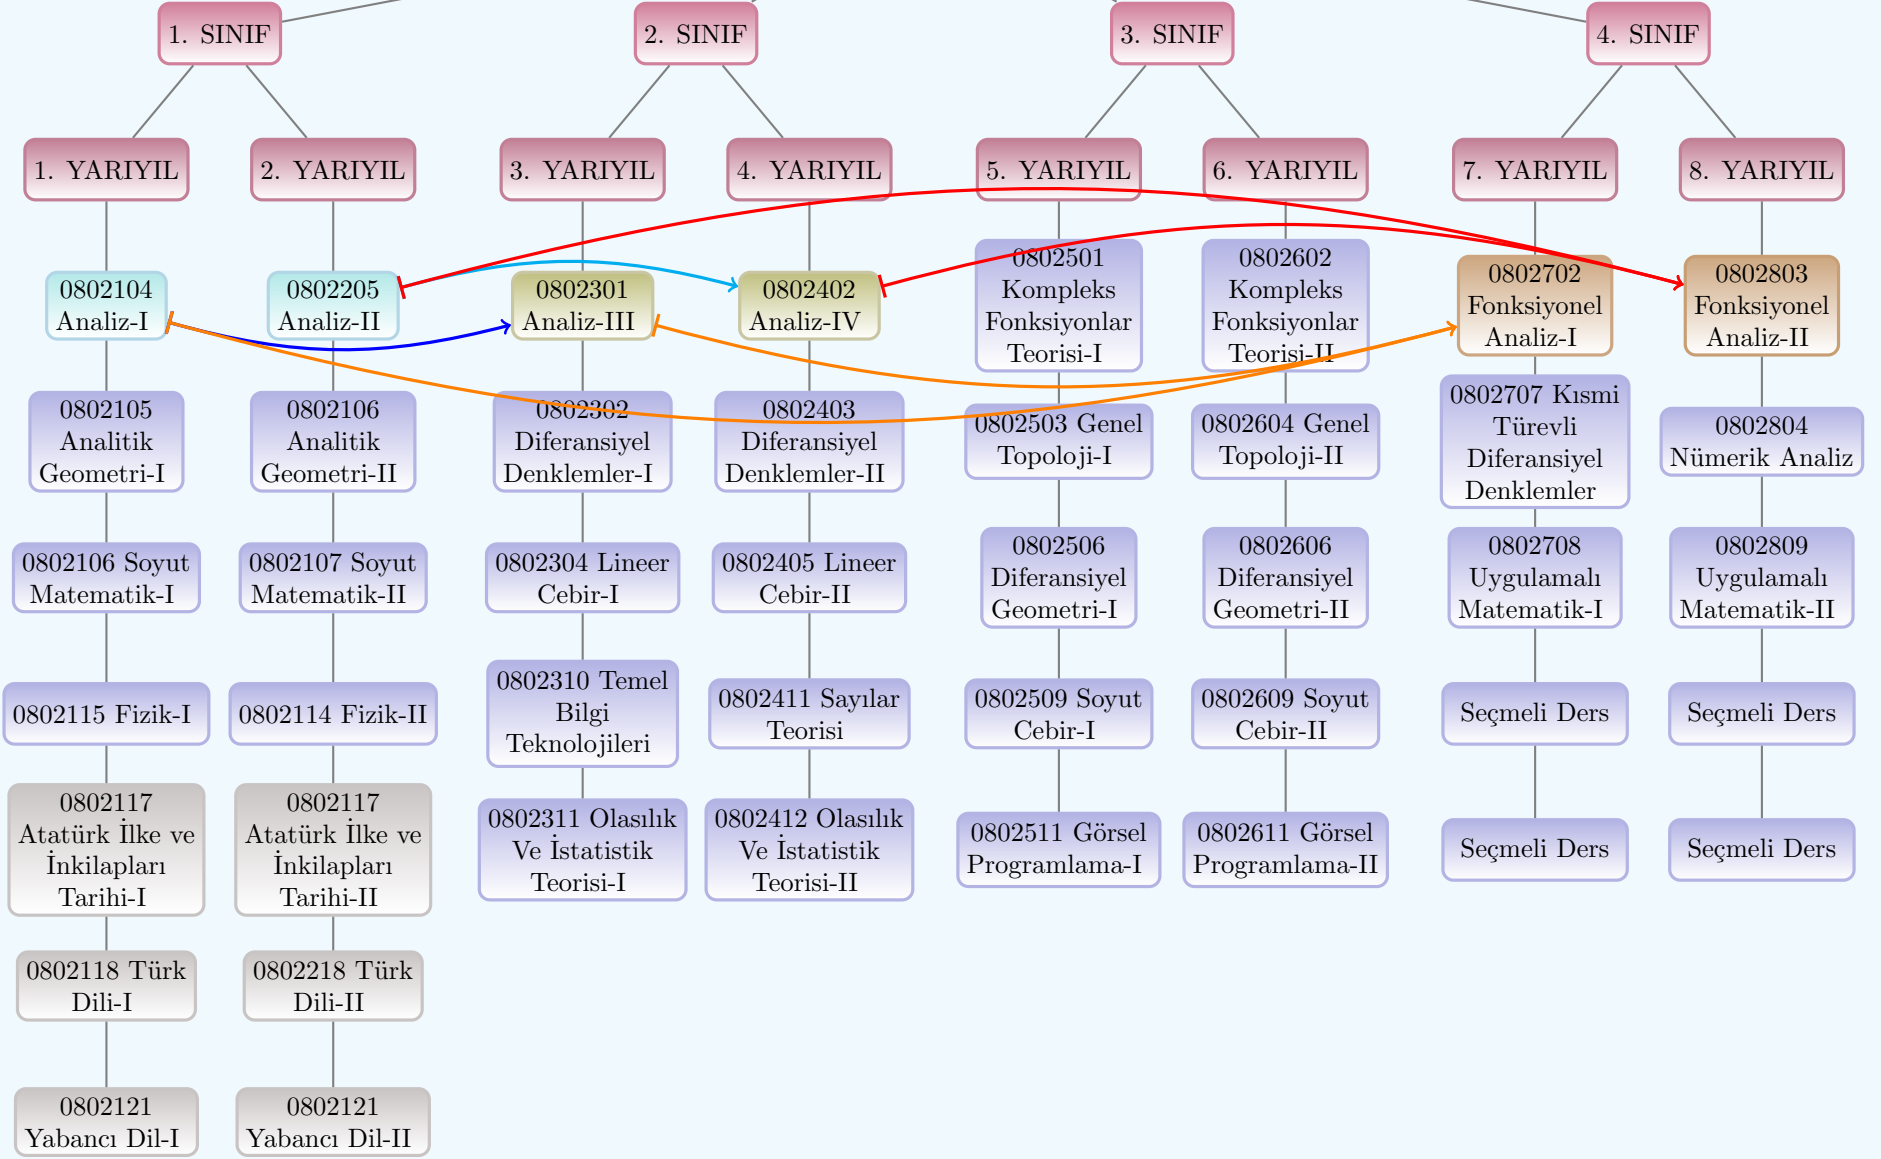 1. SINIF
2. SINIF
3. SINIF
4. SINIF
1. YARIYIL
2. YARIYIL
3. YARIYIL
4. YARIYIL
5. YARIYIL
6. YARIYIL
7. YARIYIL
8. YARIYIL
0802104
Analiz-I
0802105
Analitik
Geometri-I
0802106 Soyut
Matematik-I
0802115 Fizik-I
0802117
Atatürk İlke ve
İnkilapları
Tarihi-I
0802118 Türk
Dili-I
0802121
Yabancı Dil-I
0802205
Analiz-II
0802106
Analitik
Geometri-II
0802107 Soyut
Matematik-II
0802114 Fizik-II
0802117
Atatürk İlke ve
İnkilapları
Tarihi-II
0802218 Türk
Dili-II
0802121
Yabancı Dil-II
0802301
Analiz-III
0802302
Diferansiyel
Denklemler-I
0802304 Lineer
Cebir-I
0802310 Temel
Bilgi
Teknolojileri
0802311 Olasılık
Ve İstatistik
Teorisi-I
0802402
Analiz-IV
0802403
Diferansiyel
Denklemler-II
0802405 Lineer
Cebir-II
0802411 Sayılar
Teorisi
0802412 Olasılık
Ve İstatistik
Teorisi-II
0802501
Kompleks
Fonksiyonlar
Teorisi-I
0802503 Genel
Topoloji-I
0802506
Diferansiyel
Geometri-I
0802509 Soyut
Cebir-I
0802511 Görsel
Programlama-I
0802602
Kompleks
Fonksiyonlar
Teorisi-II
0802604 Genel
Topoloji-II
0802606
Diferansiyel
Geometri-II
0802609 Soyut
Cebir-II
0802611 Görsel
Programlama-II
0802702
Fonksiyonel
Analiz-I
0802707 Kısmi
Türevli
Diferansiyel
Denklemler
0802708
Uygulamalı
Matematik-I
Seçmeli Ders
Seçmeli Ders
0802803
Fonksiyonel
Analiz-II
0802804
Nümerik Analiz
0802809
Uygulamalı
Matematik-II
Seçmeli Ders
Seçmeli Ders